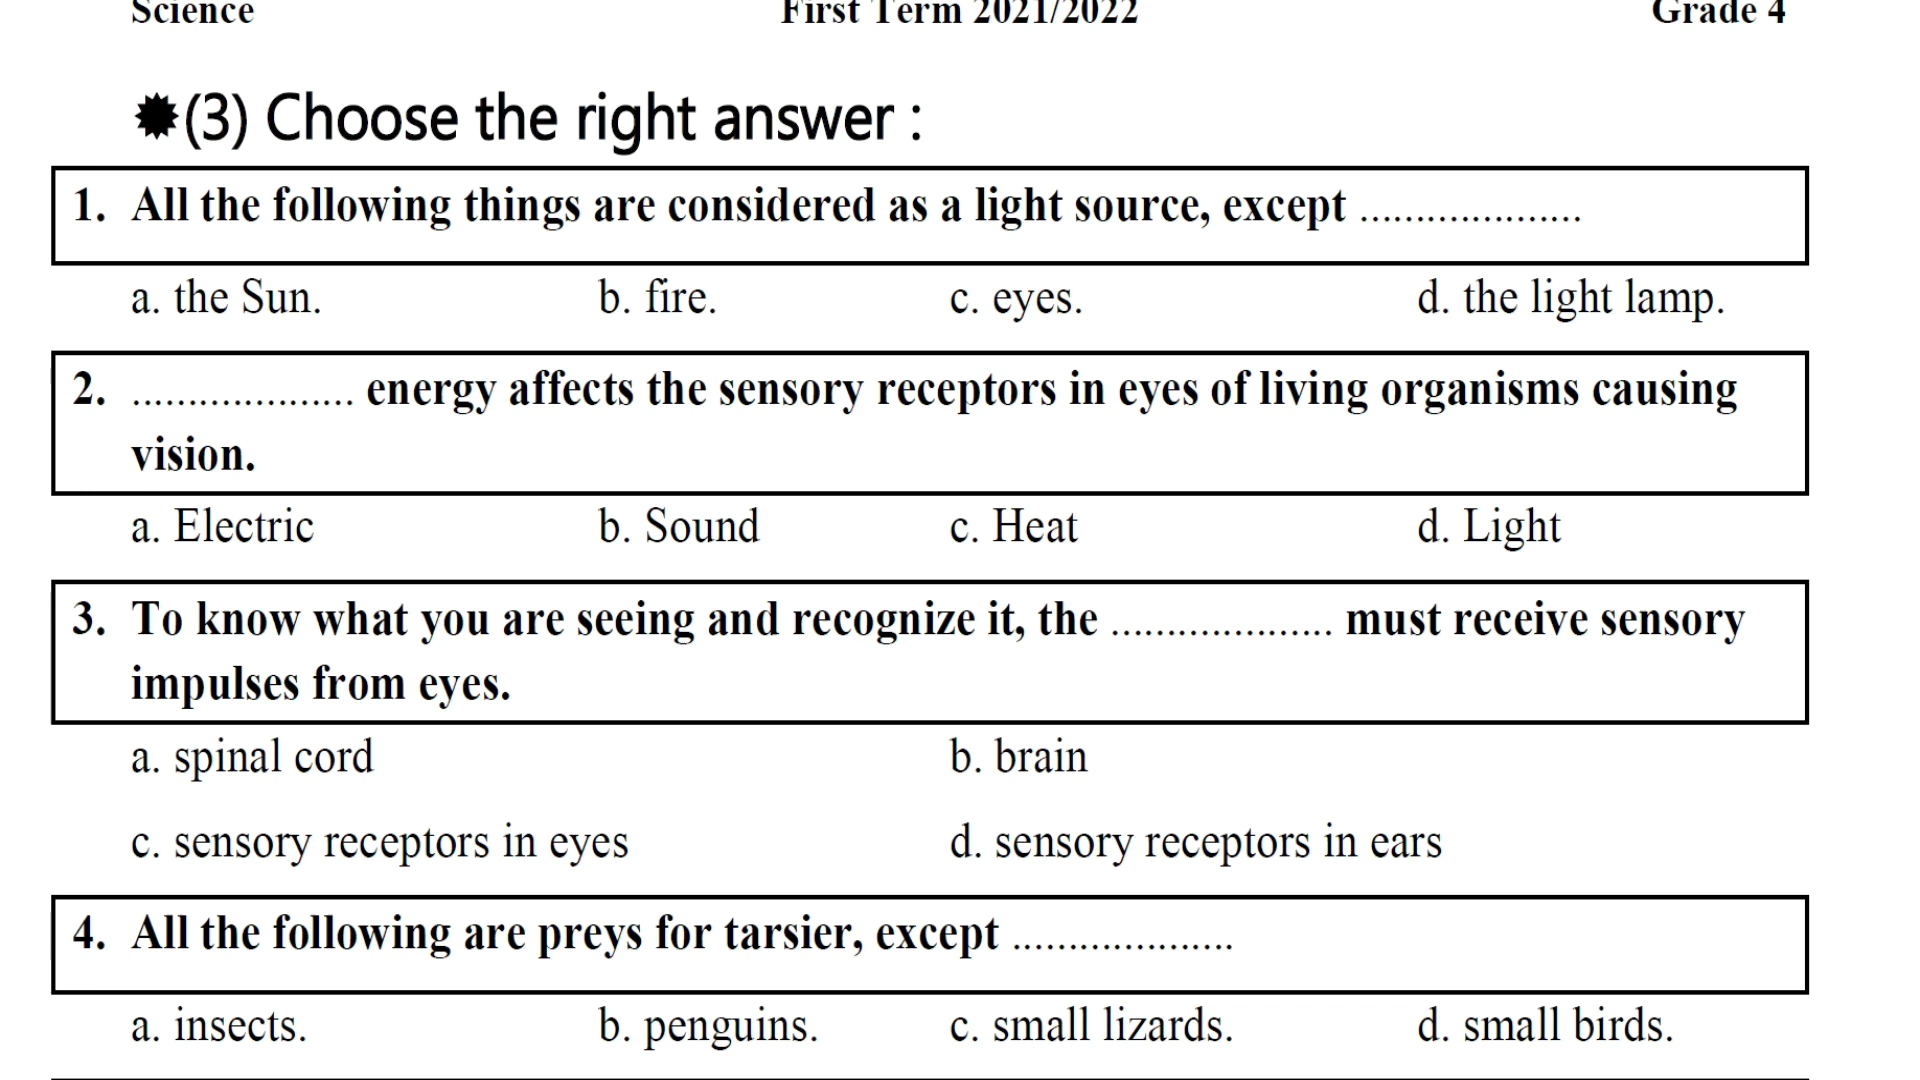 Science First Term 2021/2022 Grade 4
(3) Choose the right answer :
1. All the following things are considered as a light source, except ....................
a. the Sun. b. fire. c. eyes. d. the light lamp.
2. .................... energy affects the sensory receptors in eyes of living organisms causing
vision.
a. Electric b. Sound c. Heat d. Light
3. To know what you are seeing and recognize it, the .................... must receive sensory
impulses from eyes.
a. spinal cord b. brain
c. sensory receptors in eyes d. sensory receptors in ears
4. All the following are preys for tarsier, except ....................
a. insects. b. penguins. c. small lizards. d. small birds.